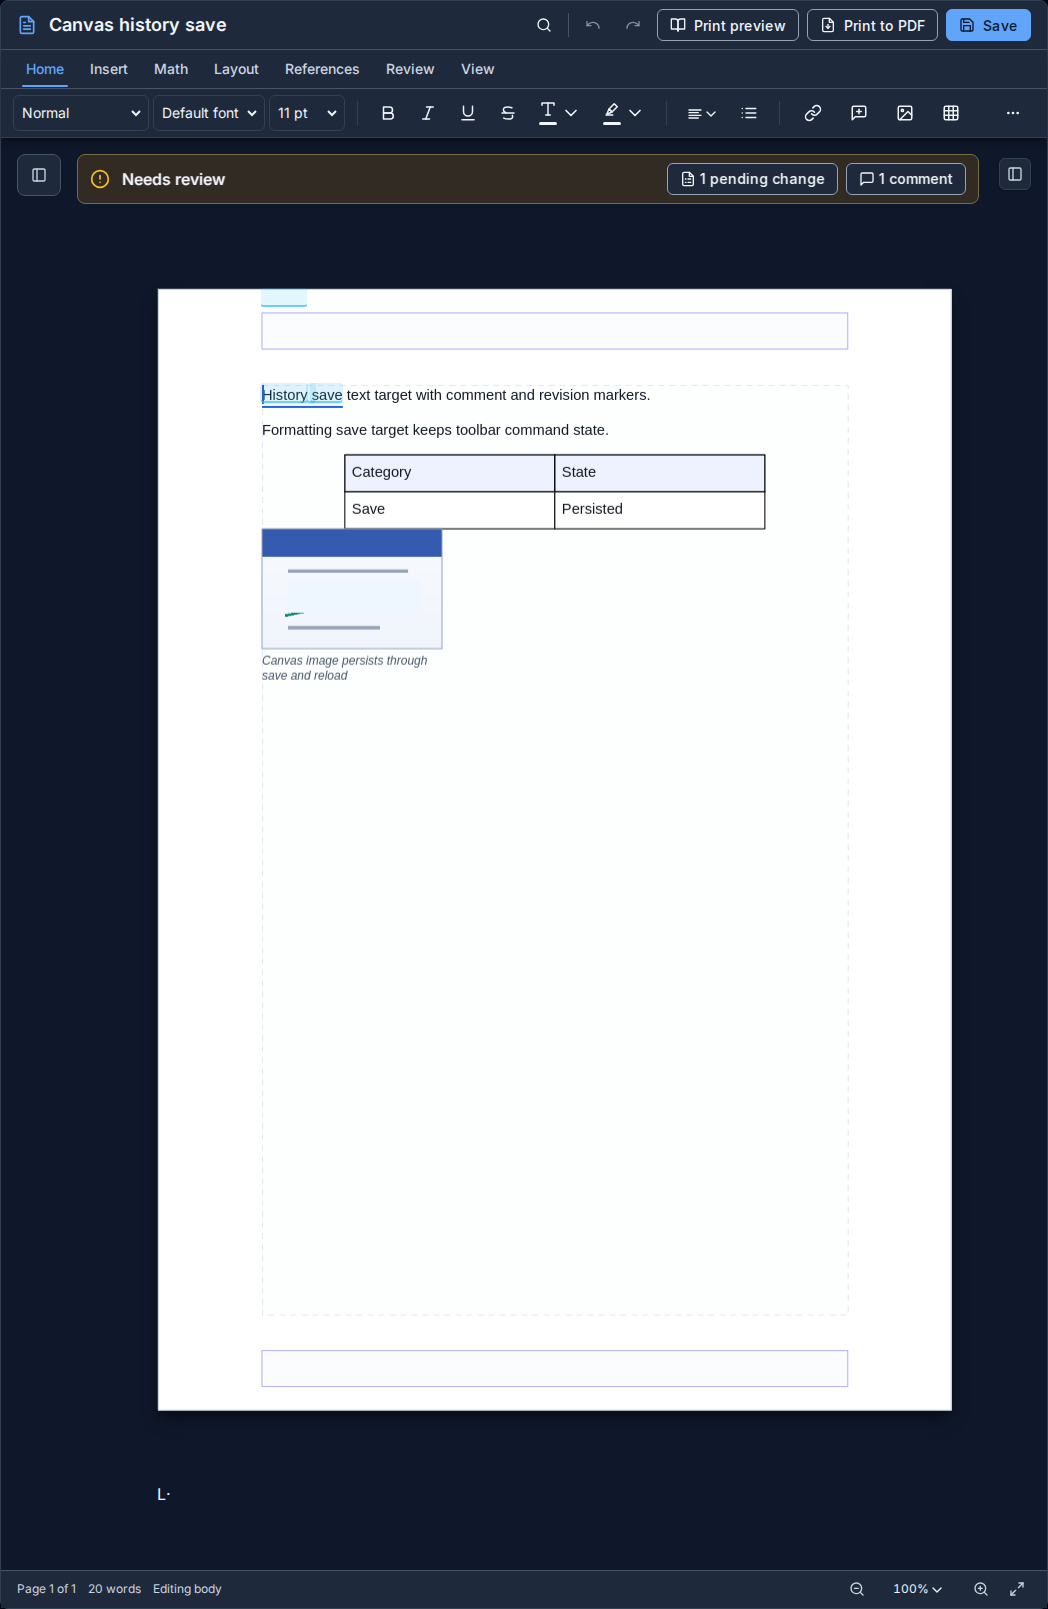 Canvas history save
Print preview
Print to PDF
Save
Home
Insert
Math
Layout
References
Review
View
Normal
Default font
11 pt
Needs review
1 pending change
1 comment
History save text target with comment and revision markers.
Formatting save target keeps toolbar command state.
Category
State
Save
Persisted
Canvas image persists through
save and reload
L·
Page 1 of 1
20 words
Editing body
100%